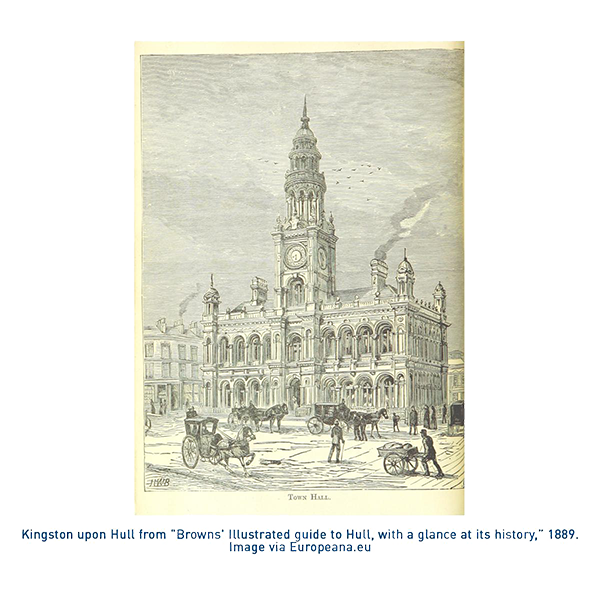 HWB
TOWN HALL.
Kingston upon Hull from "Browns' Illustrated guide to Hull, with a glance at its history," 1889.
Image via Europeana.eu